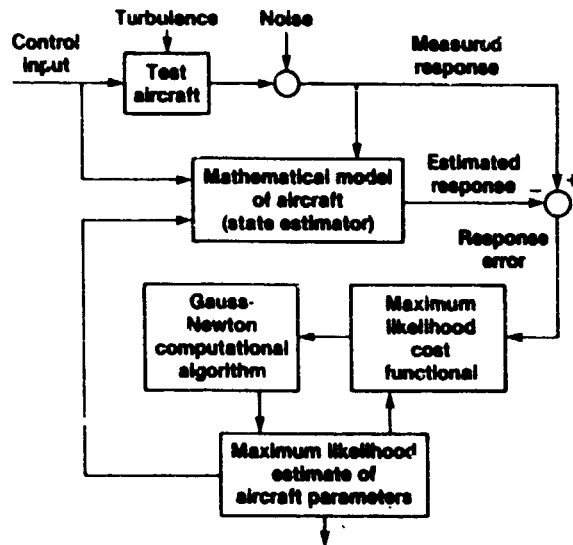 Turbulence
Noise
Control
input
Test
aircraft
Measured
response
Mathematical model
of aircraft
(state estimator)
Estimated
response
+
−
Response
error
Gauss-
Newton
computational
algorithm
Maximum
likelihood
cost
functional
Maximum likelihood
estimate of
aircraft parameters